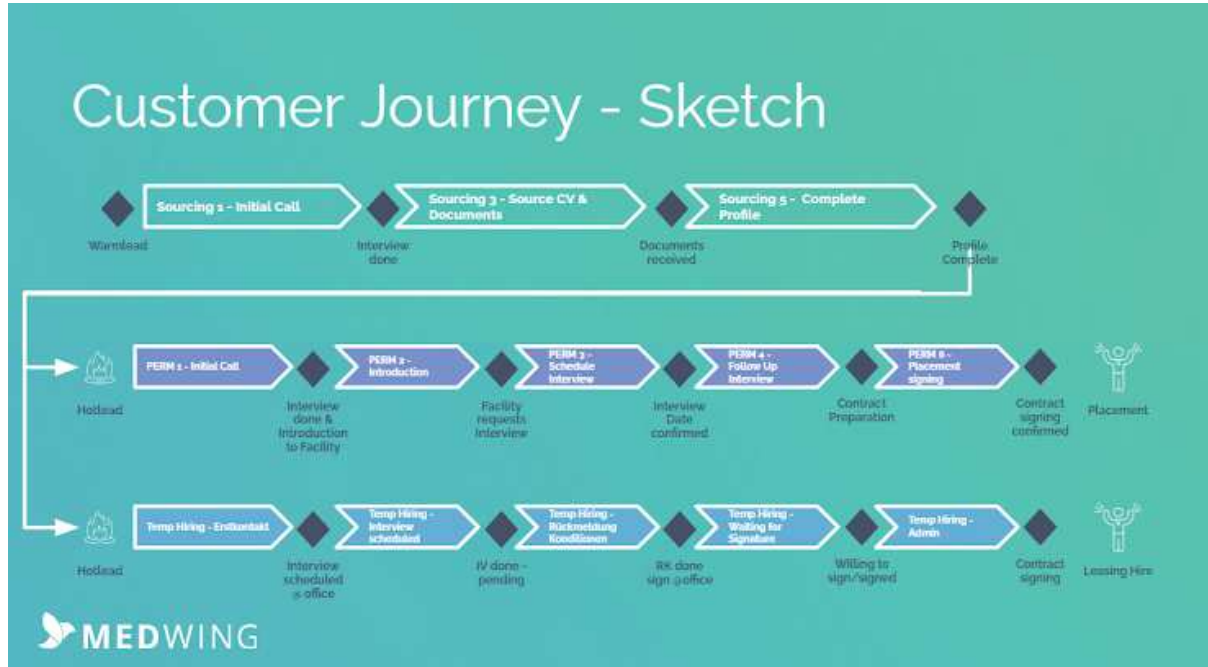 Customer Journey - Sketch
Sourcing 1 - Initial Call
Sourcing 3 - Source CV &
Documents
Sourcing 5 - Complete
Profile
Warmlead
Interview
done
Documents
received
Profile
Complete
PERM 1 - Initial Call
PERM 2 -
Introduction
PERM 3 -
Schedule
Interview
PERM 4 -
Follow Up
Interview
PERM 6 -
Placement
signing
Hotlead
Interview
done &
Introduction
to Facility
Facility
requests
Interview
Interview
Date
confirmed
Contract
Preparation
Contract
signing
confirmed
Placement
Temp Hiring - Erstkontakt
Temp Hiring -
Interview
scheduled
Temp Hiring -
Rückmeldung
Konditionen
Temp Hiring -
Waiting for
Signature
Temp Hiring -
Admin
Hotlead
Interview
scheduled
@ office
IV done -
pending
RK done
sign @office
Willing to
sign/signed
Contract
signing
Leasing Hire
MEDWING